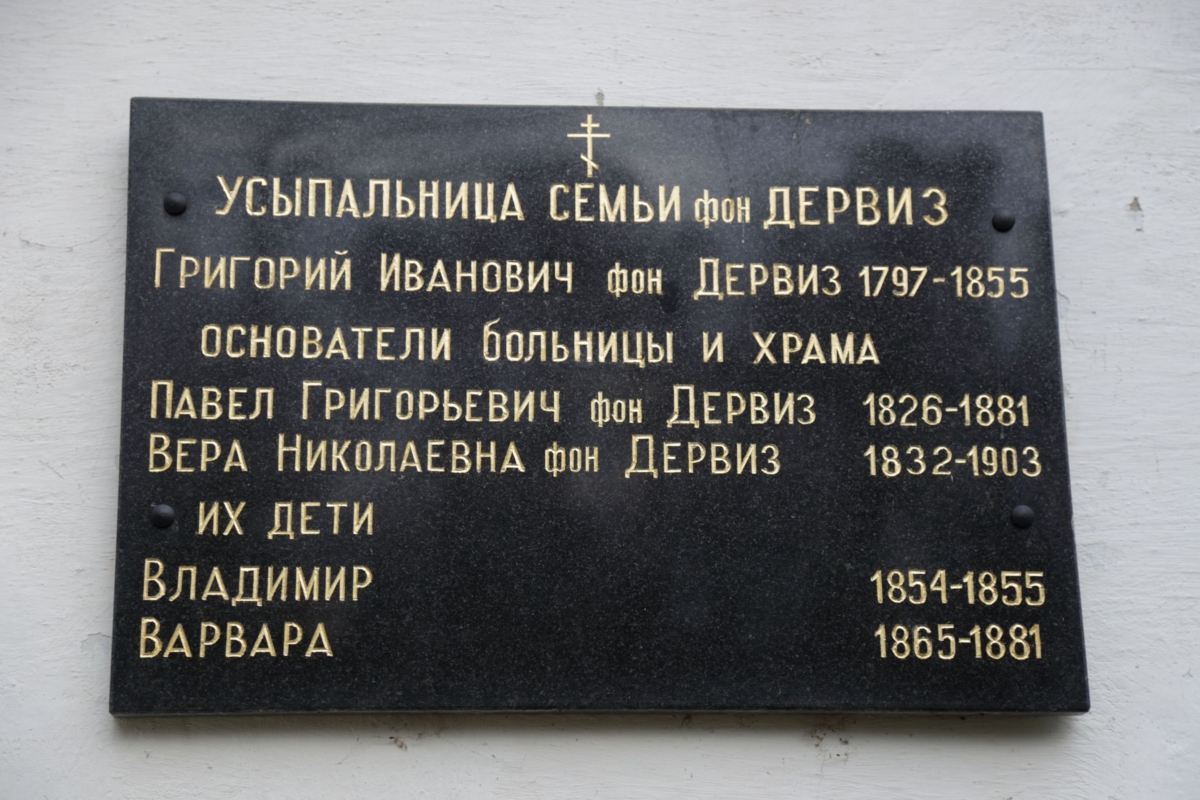 УСЫПАЛЬНИЦА СЕМЬИ фон ДЕРВИЗ
ГРИГОРИЙ ИВАНОВИЧ фон ДЕРВИЗ 1797-1855
ОСНОВАТЕЛИ БОЛЬНИЦЫ И ХРАМА
ПАВЕЛ ГРИГОРЬЕВИЧ фон ДЕРВИЗ 1826-1881
ВЕРА НИКОЛАЕВНА фон ДЕРВИЗ 1832-1903
ИХ ДЕТИ
ВЛАДИМИР 1854-1855
ВАРВАРА 1865-1881